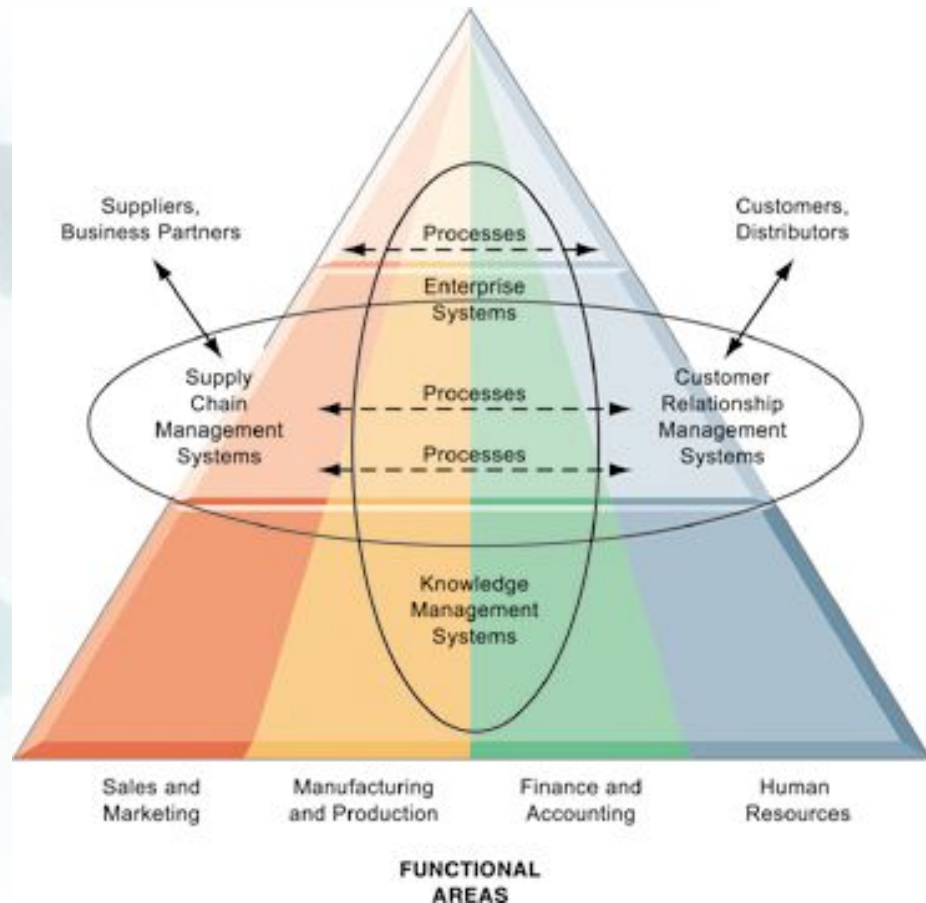 Suppliers,
Business Partners
Customers,
Distributors
Processes
Enterprise
Systems
Supply
Chain
Management
Systems
Processes
Processes
Customer
Relationship
Management
Systems
Knowledge
Management
Systems
Sales and
Marketing
Manufacturing
and Production
Finance and
Accounting
Human
Resources
FUNCTIONAL
AREAS